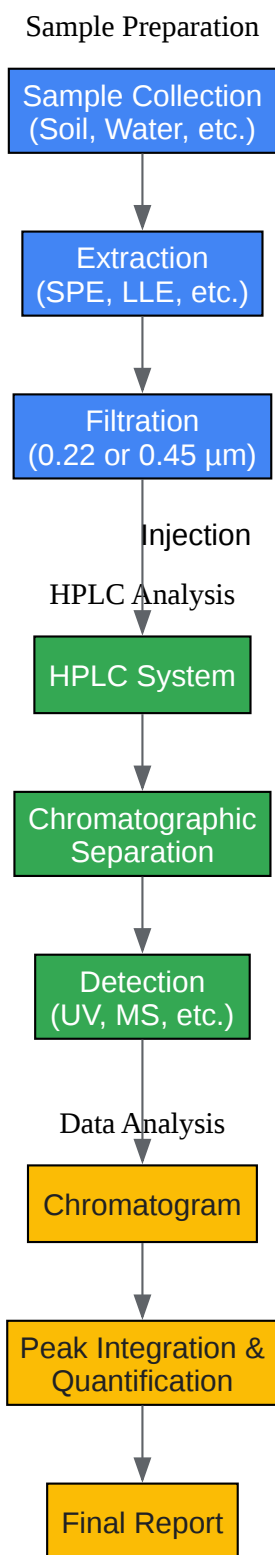 Sample Preparation
Sample Collection
(Soil, Water, etc.)
Extraction
(SPE, LLE, etc.)
Filtration
(0.22 or 0.45 µm)
Injection
HPLC Analysis
HPLC System
Chromatographic
Separation
Detection
(UV, MS, etc.)
Data Analysis
Chromatogram
Peak Integration &
Quantification
Final Report